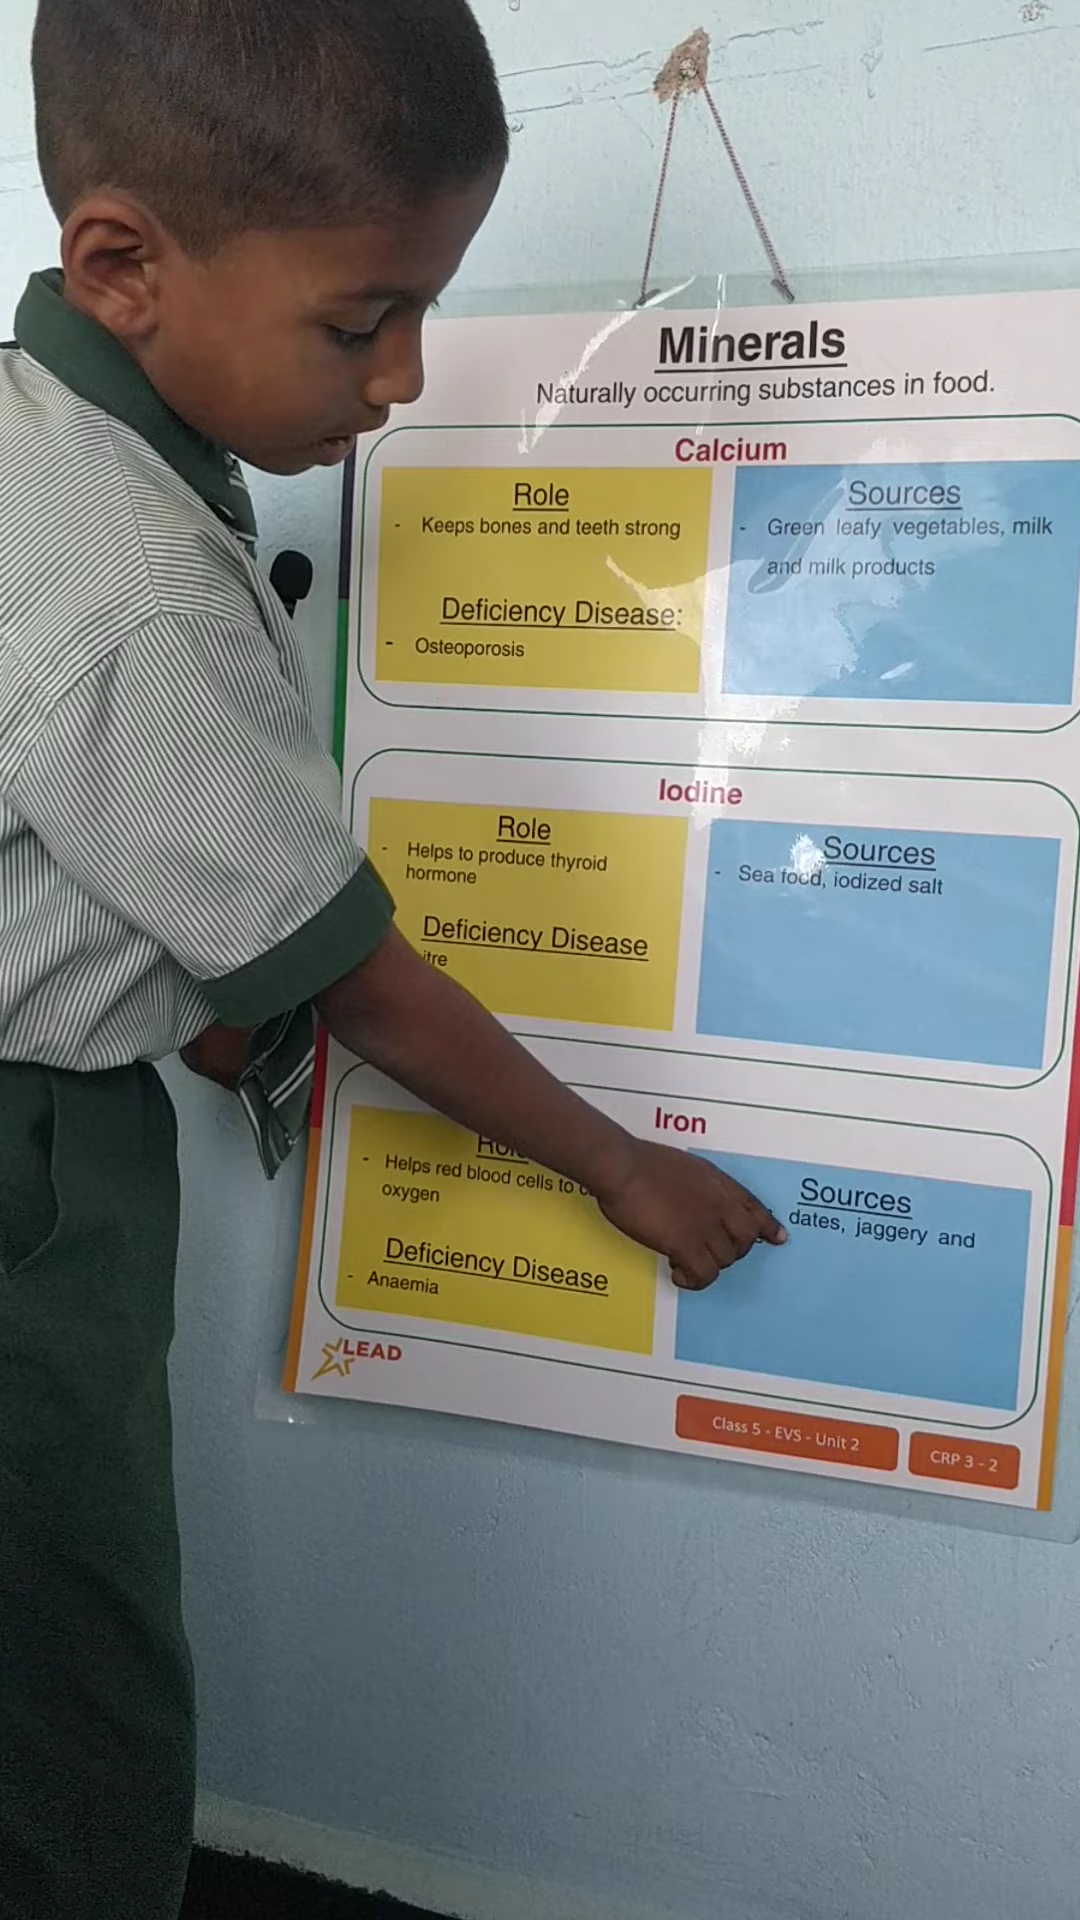 Minerals
Naturally occurring substances in food.
Calcium
Role
- Keeps bones and teeth strong
Deficiency Disease:
- Osteoporosis
Sources
- Green leafy vegetables, milk
and milk products
Iodine
Role
- Helps to produce thyroid
hormone
Deficiency Disease
Sources
- Sea food, iodized salt
Iron
- Helps red blood cells to
oxygen
Deficiency Disease
- Anaemia
Sources
dates, jaggery and
LEAD
Class 5 - EVS - Unit 2
CRP 3 - 2